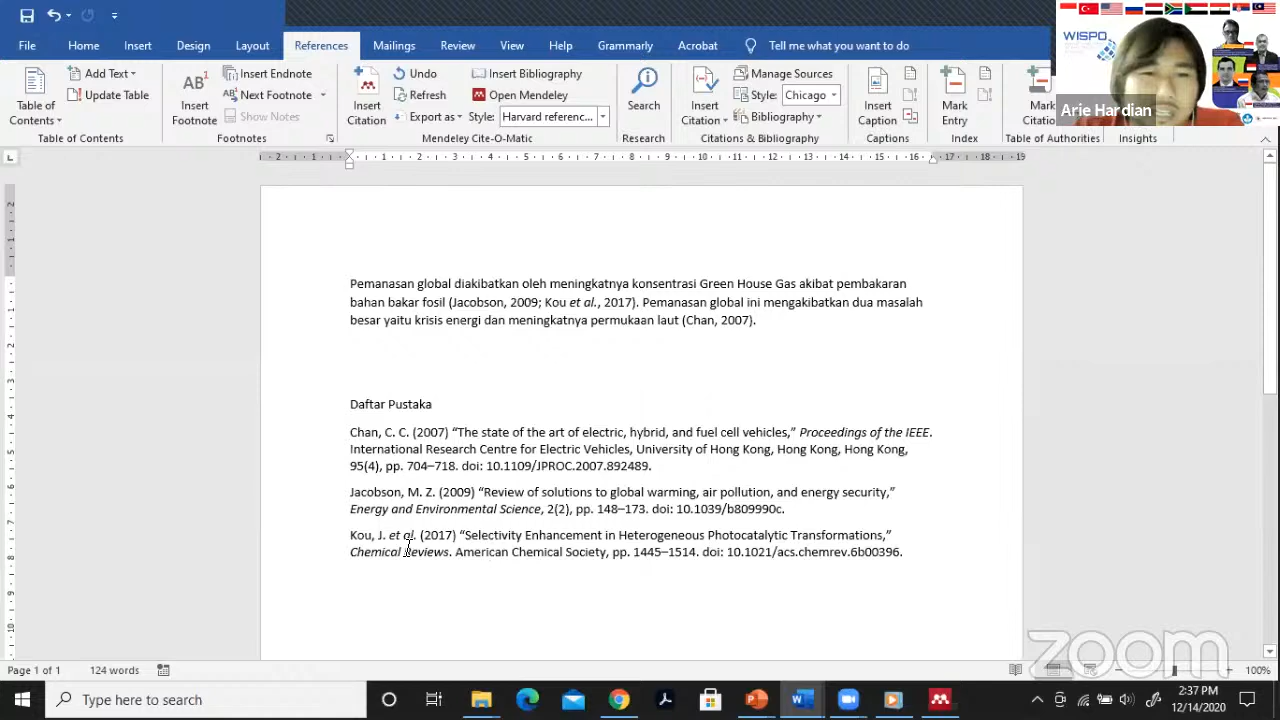 File Home Insert Design Layout References Mailings Review View Help Grammarly Acrobat Tell me what you want to do
Table of Contents
Add Text
Update Table
Table of Contents
AB1 Insert Footnote
Insert Endnote
Next Footnote
Show Notes
Footnotes
Insert Citation
Undo
Refresh
Exports
Insert Bibliography
Open Mendeley
Style: Harvard referenc...
Mendeley Cite-O-Matic
Search
Research
Insert Citation
Manage Sources
Style: Chicago
Bibliography
Citations & Bibliography
Insert Caption
Captions
Mark Entry
Index
Mark Citation
Table of Authorities
Insights
WISPO
Arie Hardian
Pemanasan global diakibatkan oleh meningkatnya konsentrasi Green House Gas akibat pembakaran
bahan bakar fosil (Jacobson, 2009; Kou et al., 2017). Pemanasan global ini mengakibatkan dua masalah
besar yaitu krisis energi dan meningkatnya permukaan laut (Chan, 2007).
Daftar Pustaka
Chan, C. C. (2007) “The state of the art of electric, hybrid, and fuel cell vehicles,” Proceedings of the IEEE.
International Research Centre for Electric Vehicles, University of Hong Kong, Hong Kong, Hong Kong,
95(4), pp. 704–718. doi: 10.1109/JPROC.2007.892489.
Jacobson, M. Z. (2009) “Review of solutions to global warming, air pollution, and energy security,”
Energy and Environmental Science, 2(2), pp. 148–173. doi: 10.1039/b809990c.
Kou, J. et al. (2017) “Selectivity Enhancement in Heterogeneous Photocatalytic Transformations,”
Chemical Reviews. American Chemical Society, pp. 1445–1514. doi: 10.1021/acs.chemrev.6b00396.
zoom
Page 1 of 1 124 words 100%
Type here to search
2:37 PM
12/14/2020